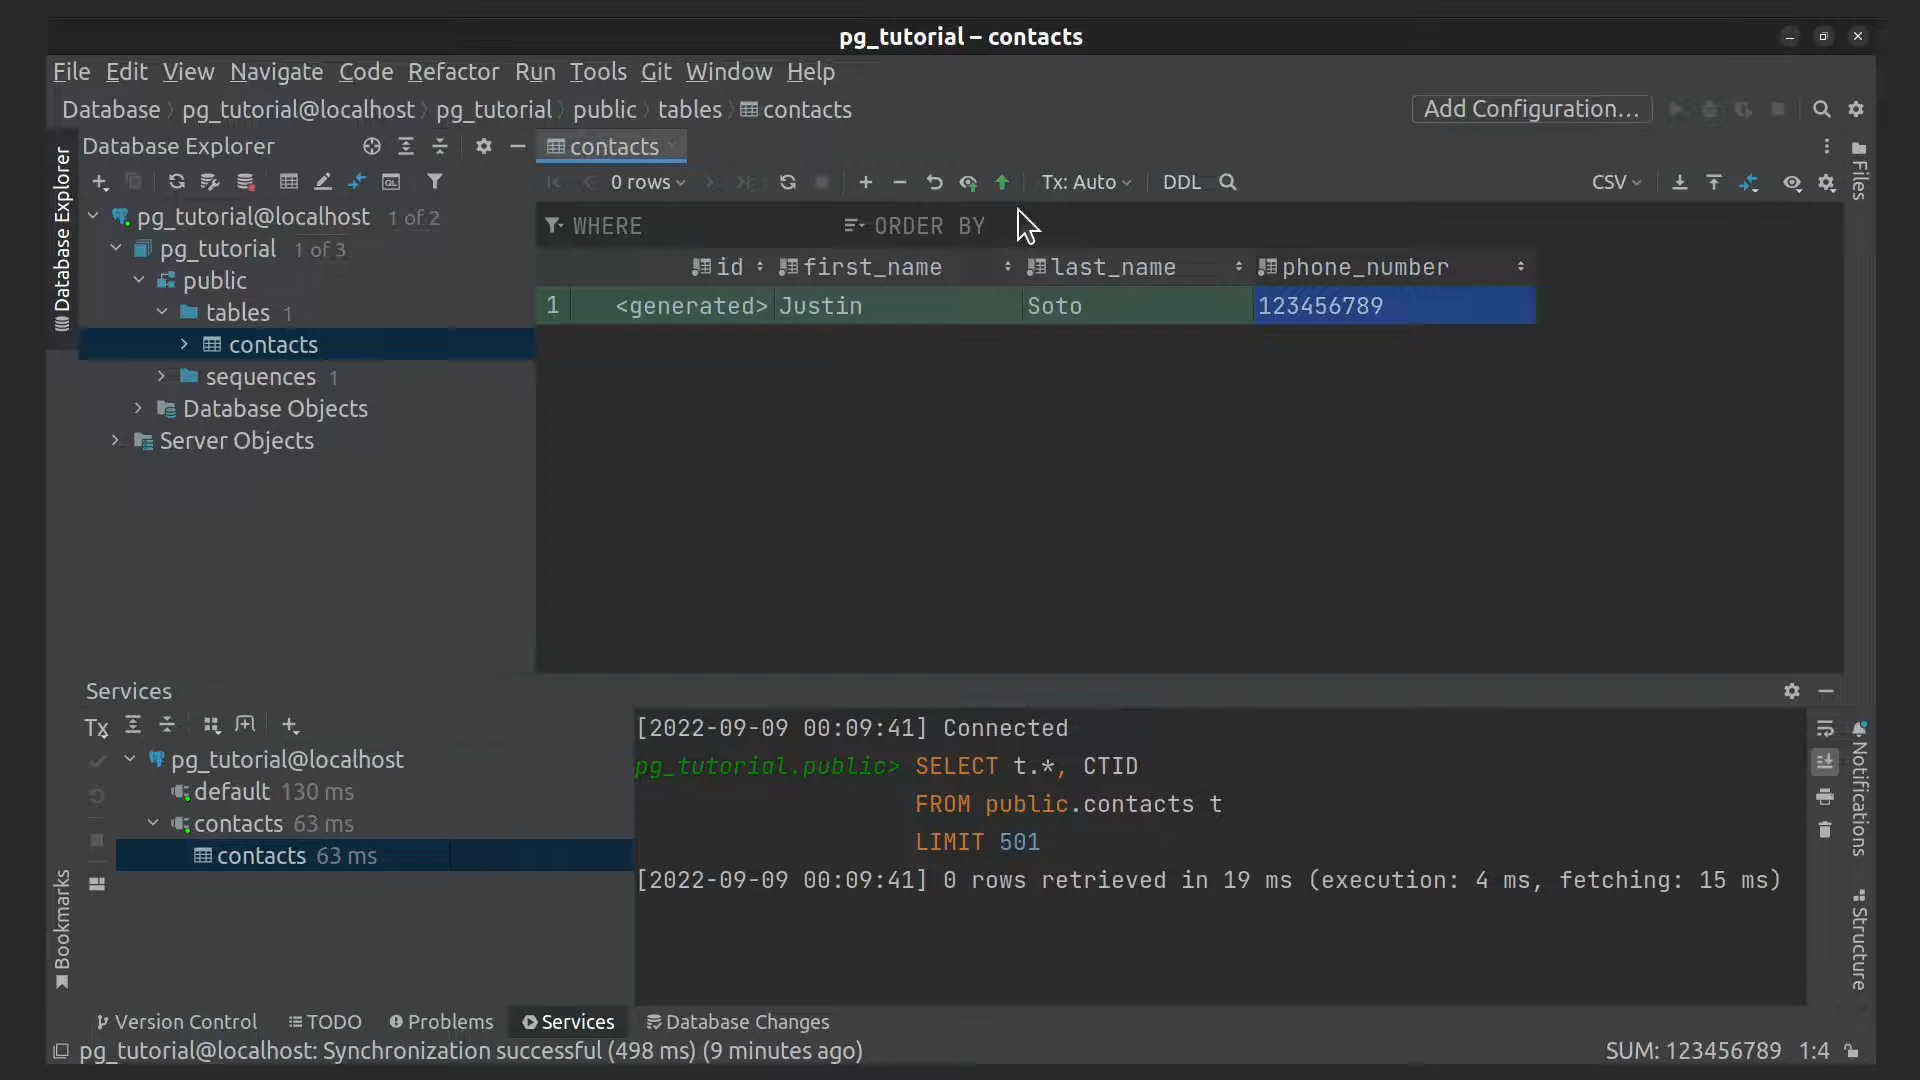 pg_tutorial – contacts
File Edit View Navigate Code Refactor Run Tools Git Window Help
Database pg_tutorial@localhost pg_tutorial public tables contacts
Add Configuration...
Database Explorer
contacts
0 rows
Tx: Auto
DDL
CSV
pg_tutorial@localhost 1 of 2
pg_tutorial 1 of 3
public
tables 1
contacts
sequences 1
Database Objects
Server Objects
WHERE
ORDER BY
id first_name last_name phone_number
1 <generated> Justin Soto 123456789
Database Explorer
Bookmarks
Files
Notifications
Structure
Services
Tx
pg_tutorial@localhost
default 130 ms
contacts 63 ms
contacts 63 ms
[2022-09-09 00:09:41] Connected
pg_tutorial.public> SELECT t.*, CTID
FROM public.contacts t
LIMIT 501
[2022-09-09 00:09:41] 0 rows retrieved in 19 ms (execution: 4 ms, fetching: 15 ms)
Version Control TODO Problems Services Database Changes
pg_tutorial@localhost: Synchronization successful (498 ms) (9 minutes ago)
SUM: 123456789 1:4